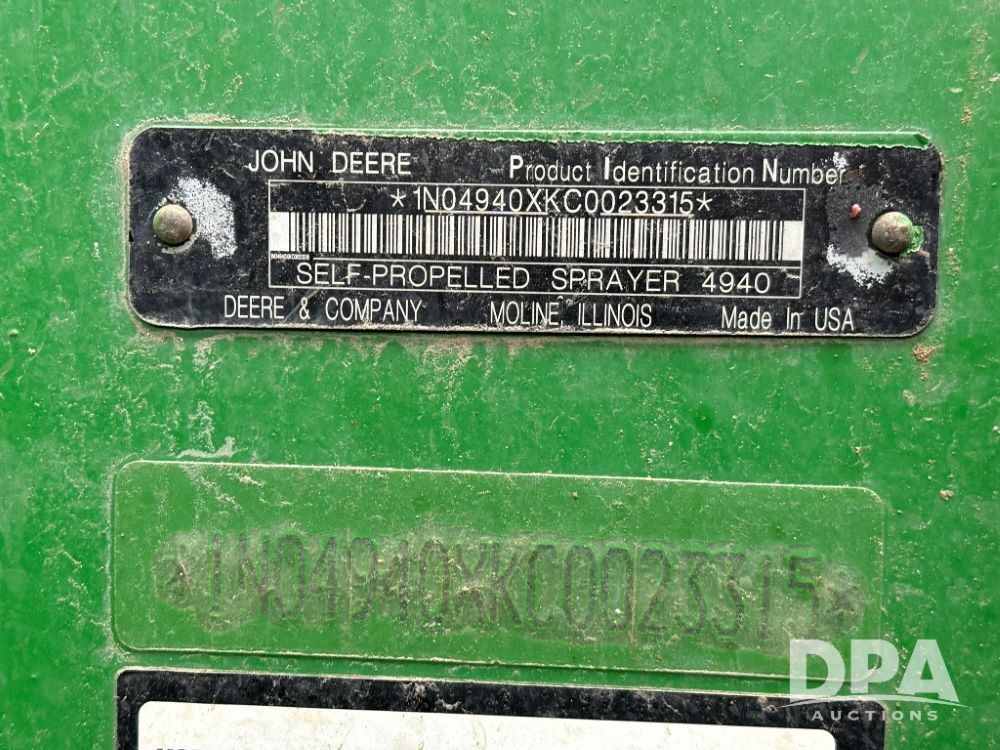 JOHN DEERE Product Identification Number
*1N04940XKC0023315*
SELF-PROPELLED SPRAYER 4940
DEERE & COMPANY MOLINE, ILLINOIS Made In USA
*1N04940XKC0023315*
DPA
AUCTIONS